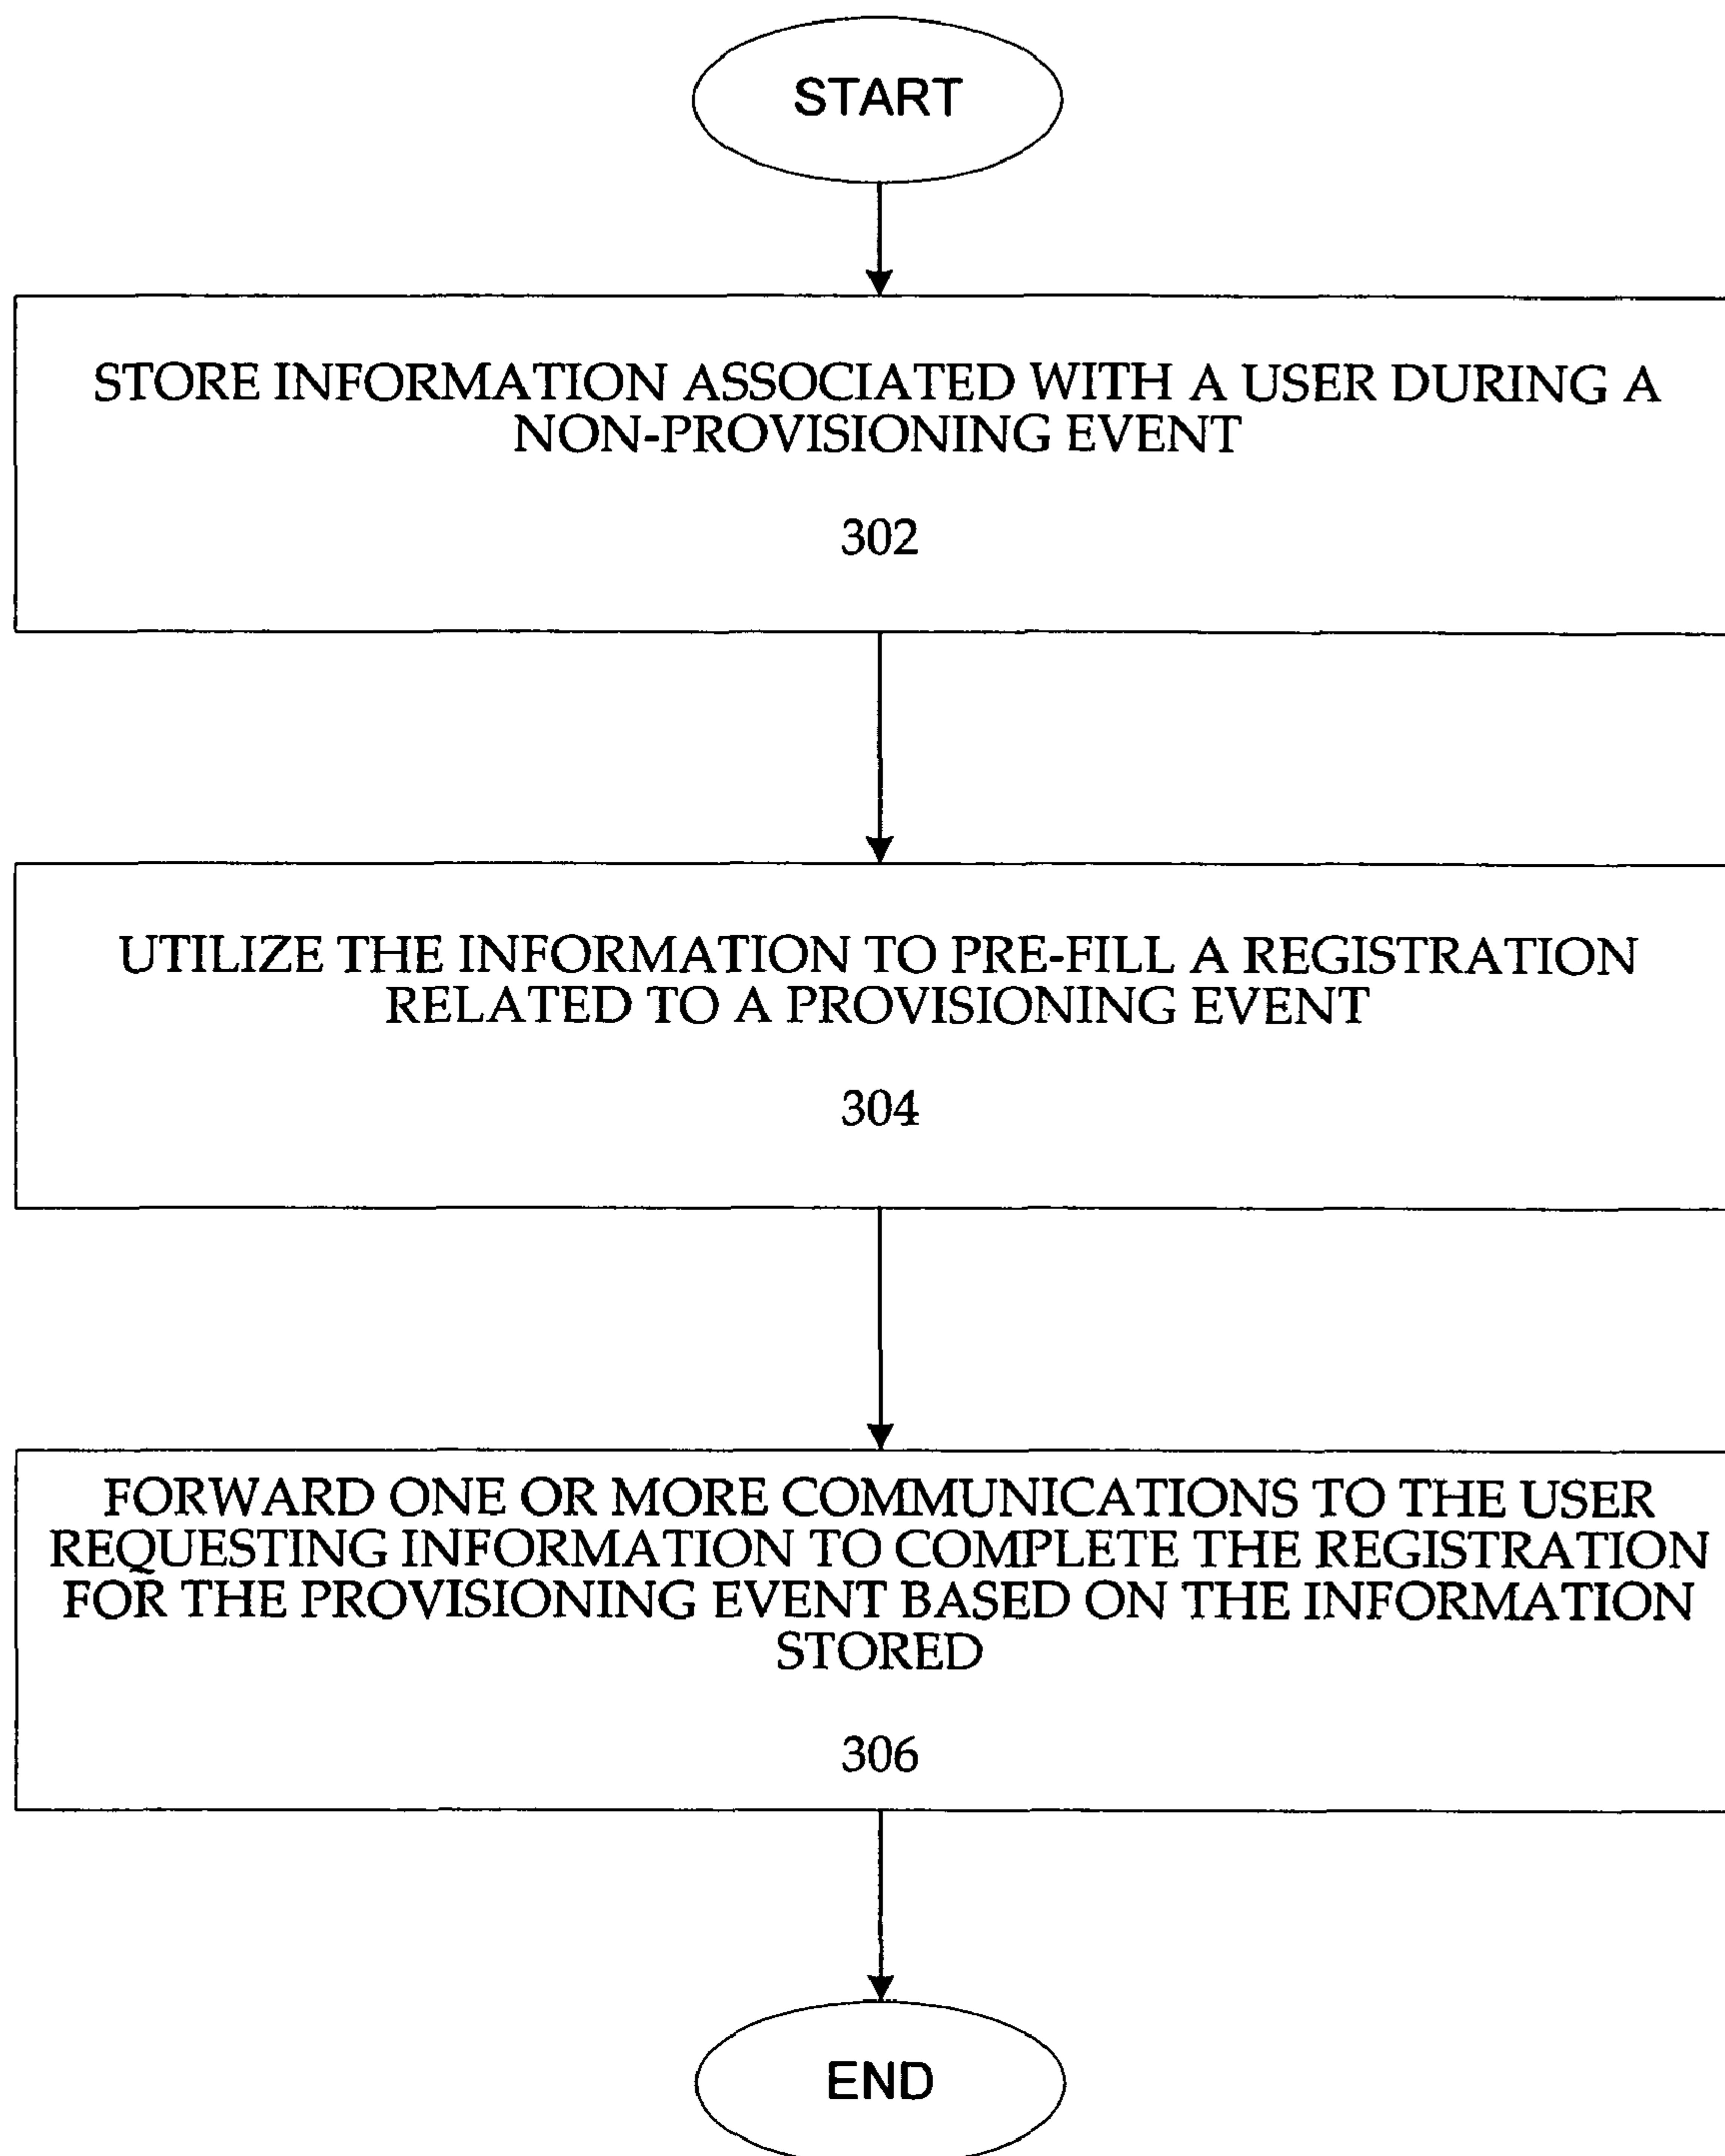 START
STORE INFORMATION ASSOCIATED WITH A USER DURING A
NON-PROVISIONING EVENT
302
UTILIZE THE INFORMATION TO PRE-FILL A REGISTRATION
RELATED TO A PROVISIONING EVENT
304
FORWARD ONE OR MORE COMMUNICATIONS TO THE USER
REQUESTING INFORMATION TO COMPLETE THE REGISTRATION
FOR THE PROVISIONING EVENT BASED ON THE INFORMATION
STORED
306
END